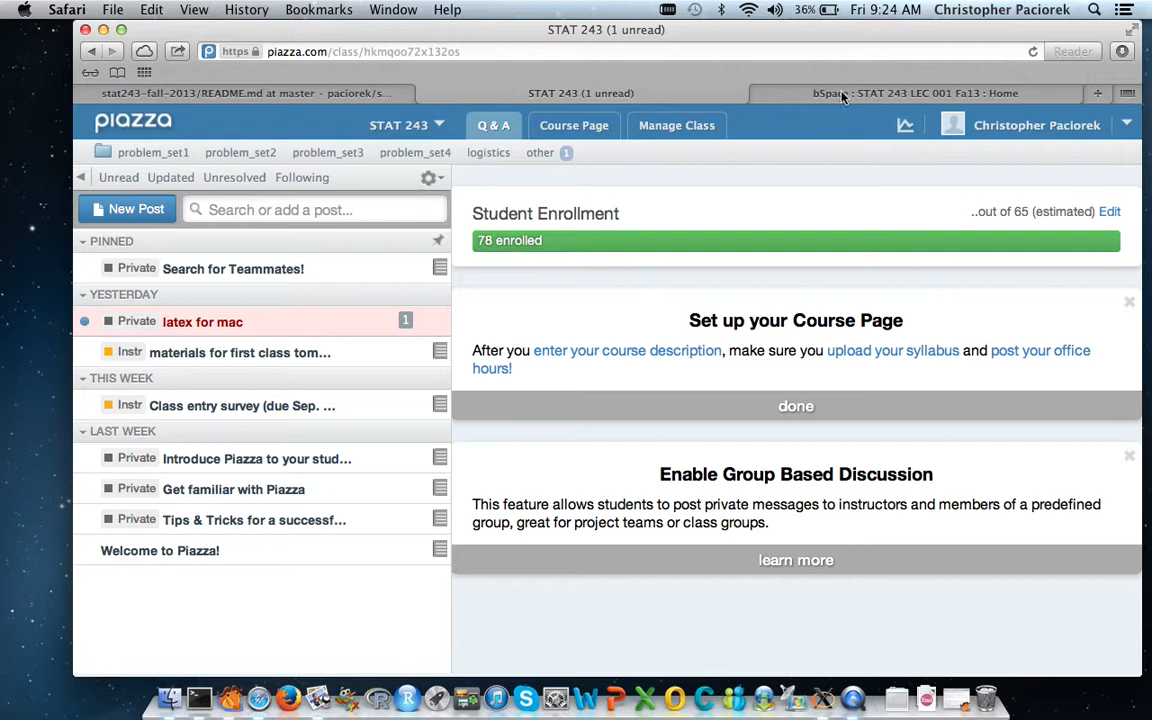 Safari File Edit View History Bookmarks Window Help 36% Fri 9:24 AM Christopher Paciorek
STAT 243 (1 unread)
https piazza.com/class/hkmqoo72x132os Reader
stat243-fall-2013/README.md at master - paciorek/s... STAT 243 (1 unread) bSpace : STAT 243 LEC 001 Fa13 : Home
piazza STAT 243 Q & A Course Page Manage Class Christopher Paciorek
problem_set1 problem_set2 problem_set3 problem_set4 logistics other 1
Unread Updated Unresolved Following
New Post Search or add a post...
Student Enrollment ..out of 65 (estimated) Edit
78 enrolled
PINNED
Private Search for Teammates!
YESTERDAY
Private latex for mac 1
Instr materials for first class tom...
THIS WEEK
Instr Class entry survey (due Sep. ...
LAST WEEK
Private Introduce Piazza to your stud...
Private Get familiar with Piazza
Private Tips & Tricks for a successf...
Welcome to Piazza!
Set up your Course Page
After you enter your course description, make sure you upload your syllabus and post your office
hours!
done
Enable Group Based Discussion
This feature allows students to post private messages to instructors and members of a predefined
group, great for project teams or class groups.
learn more